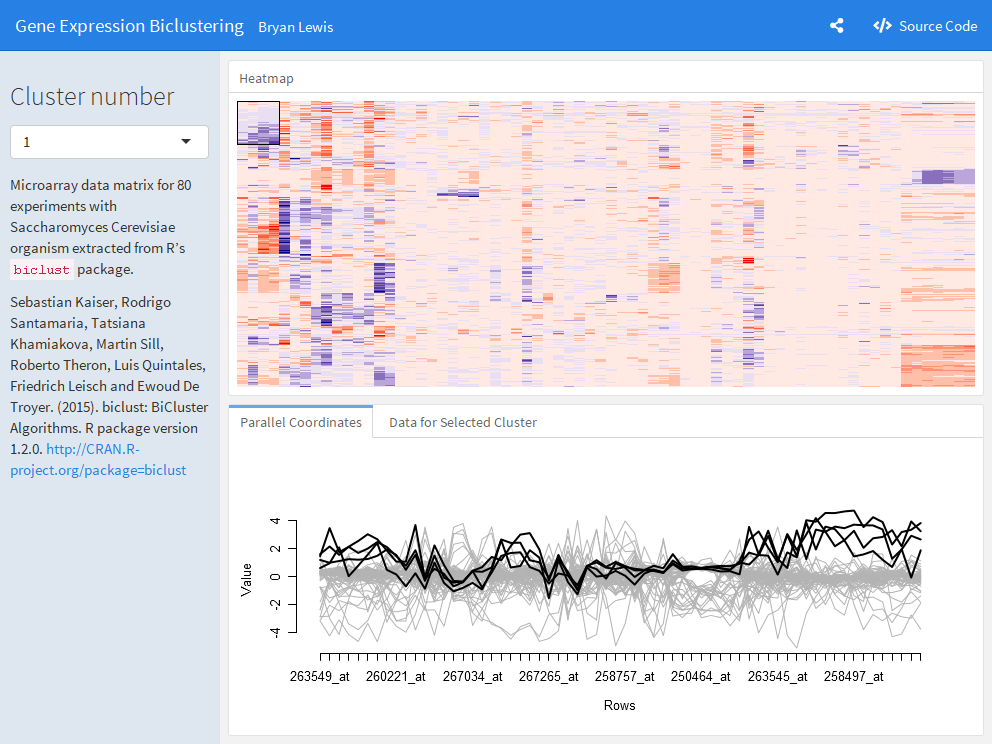 Gene Expression Biclustering Bryan Lewis Source Code
Cluster number
1
Microarray data matrix for 80
experiments with
Saccharomyces Cerevisiae
organism extracted from R's
biclust package.
Sebastian Kaiser, Rodrigo
Santamaria, Tatsiana
Khamiakova, Martin Sill,
Roberto Theron, Luis Quintales,
Friedrich Leisch and Ewoud De
Troyer. (2015). biclust: BiCluster
Algorithms. R package version
1.2.0. http://CRAN.R-
project.org/package=biclust
Heatmap
Parallel Coordinates Data for Selected Cluster
Value
4
2
0
-2
-4
263549_at 260221_at 267034_at 267265_at 258757_at 250464_at 263545_at 258497_at
Rows